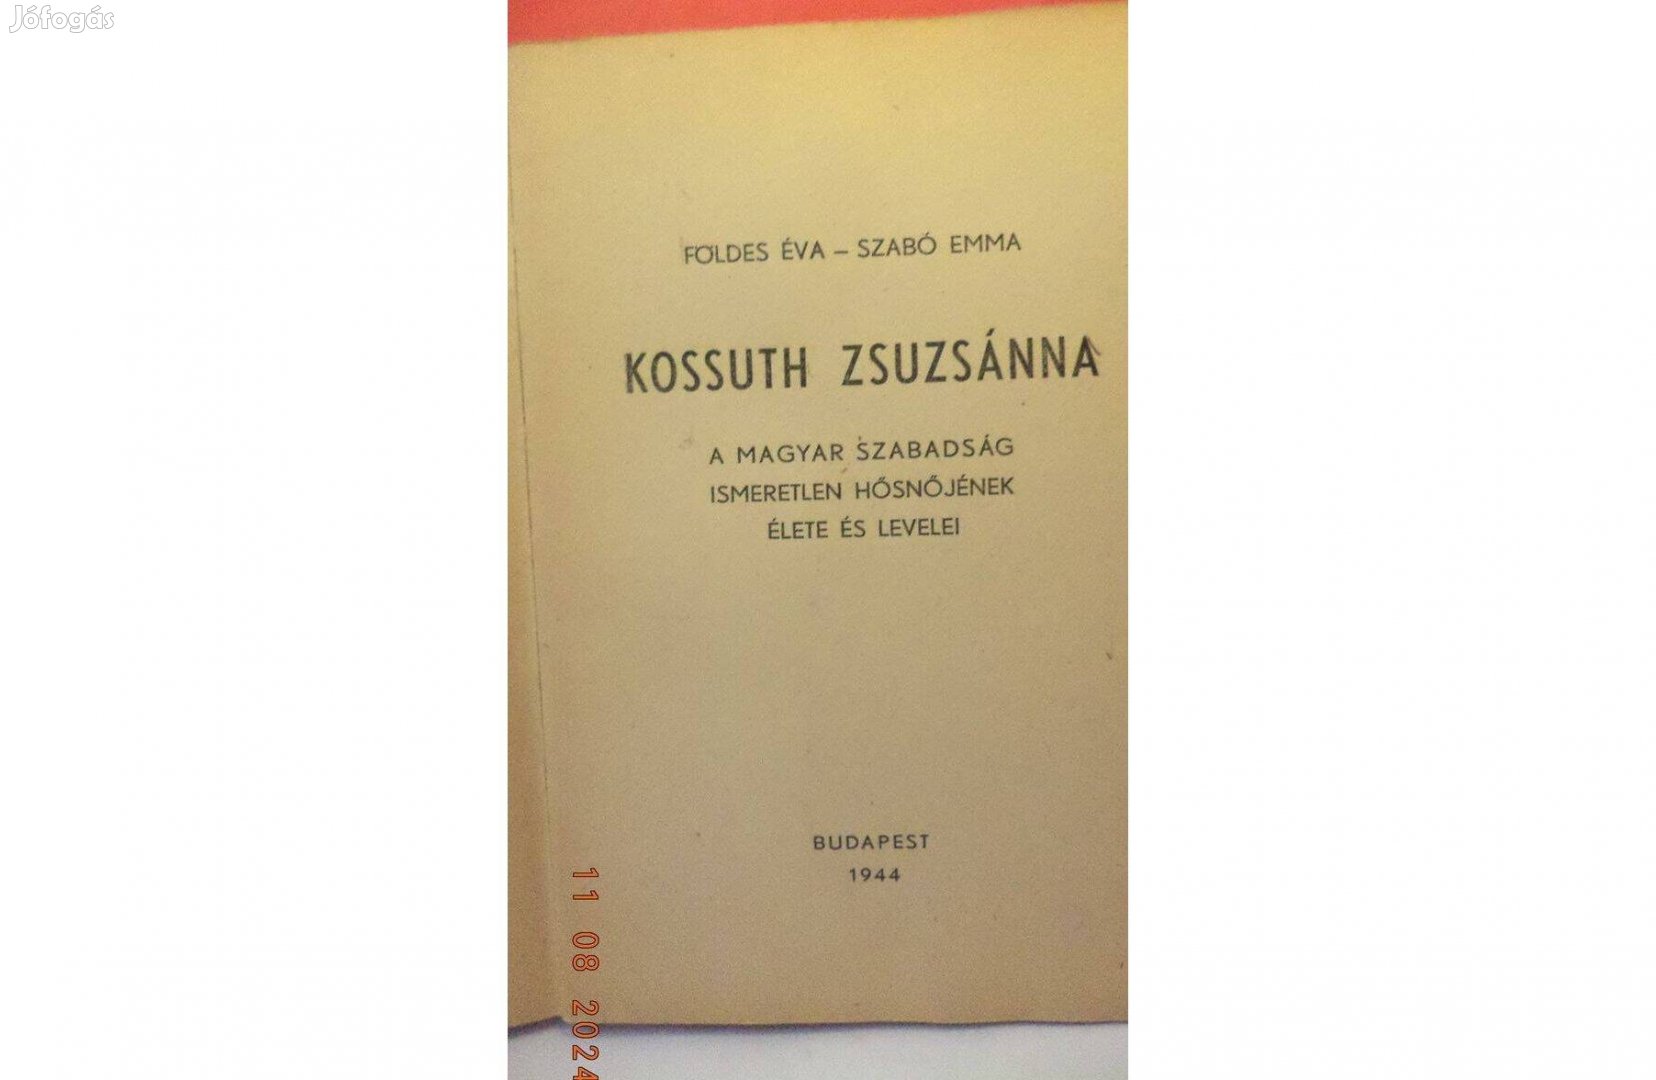 Jófogás
FÖLDES ÉVA – SZABÓ EMMA
KOSSUTH ZSUZSÁNNA
A MAGYAR SZABADSÁG
ISMERETLEN HŐSNŐJÉNEK
ÉLETE ÉS LEVELEI
BUDAPEST
1944
11 08 2024